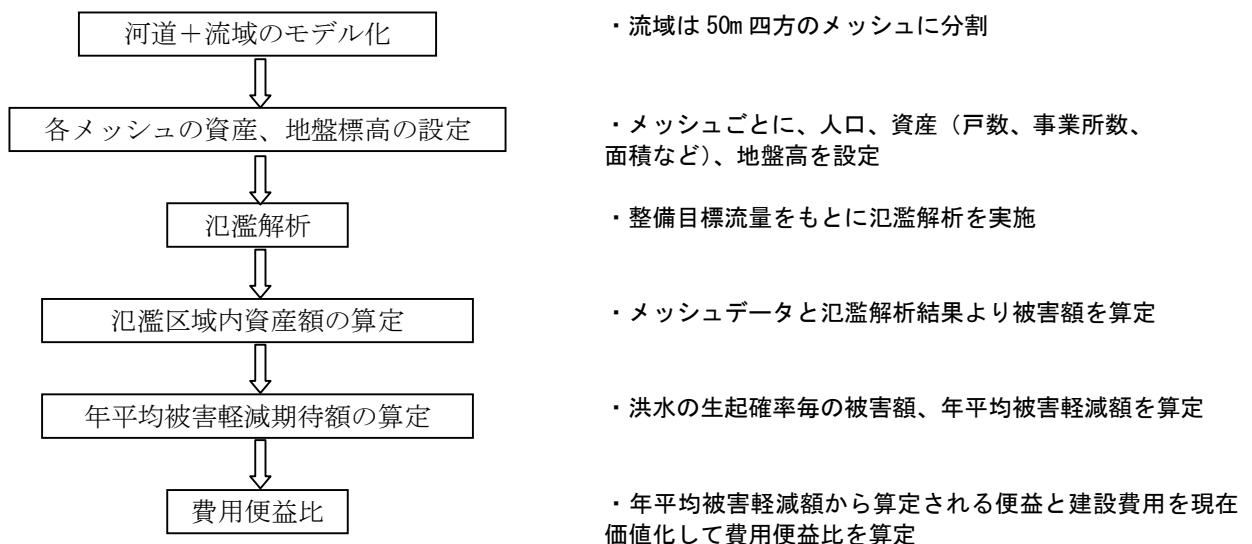 河道+流域のモデル化
・流域は 50m 四方のメッシュに分割
各メッシュの資産、地盤標高の設定
・メッシュごとに、人口、資産（戸数、事業所数、
面積など）、地盤高を設定
氾濫解析
・整備目標流量をもとに氾濫解析を実施
氾濫区域内資産額の算定
・メッシュデータと氾濫解析結果より被害額を算定
年平均被害軽減期待額の算定
・洪水の生起確率毎の被害額、年平均被害軽減額を算定
費用便益比
・年平均被害軽減額から算定される便益と建設費用を現在
価値化して費用便益比を算定